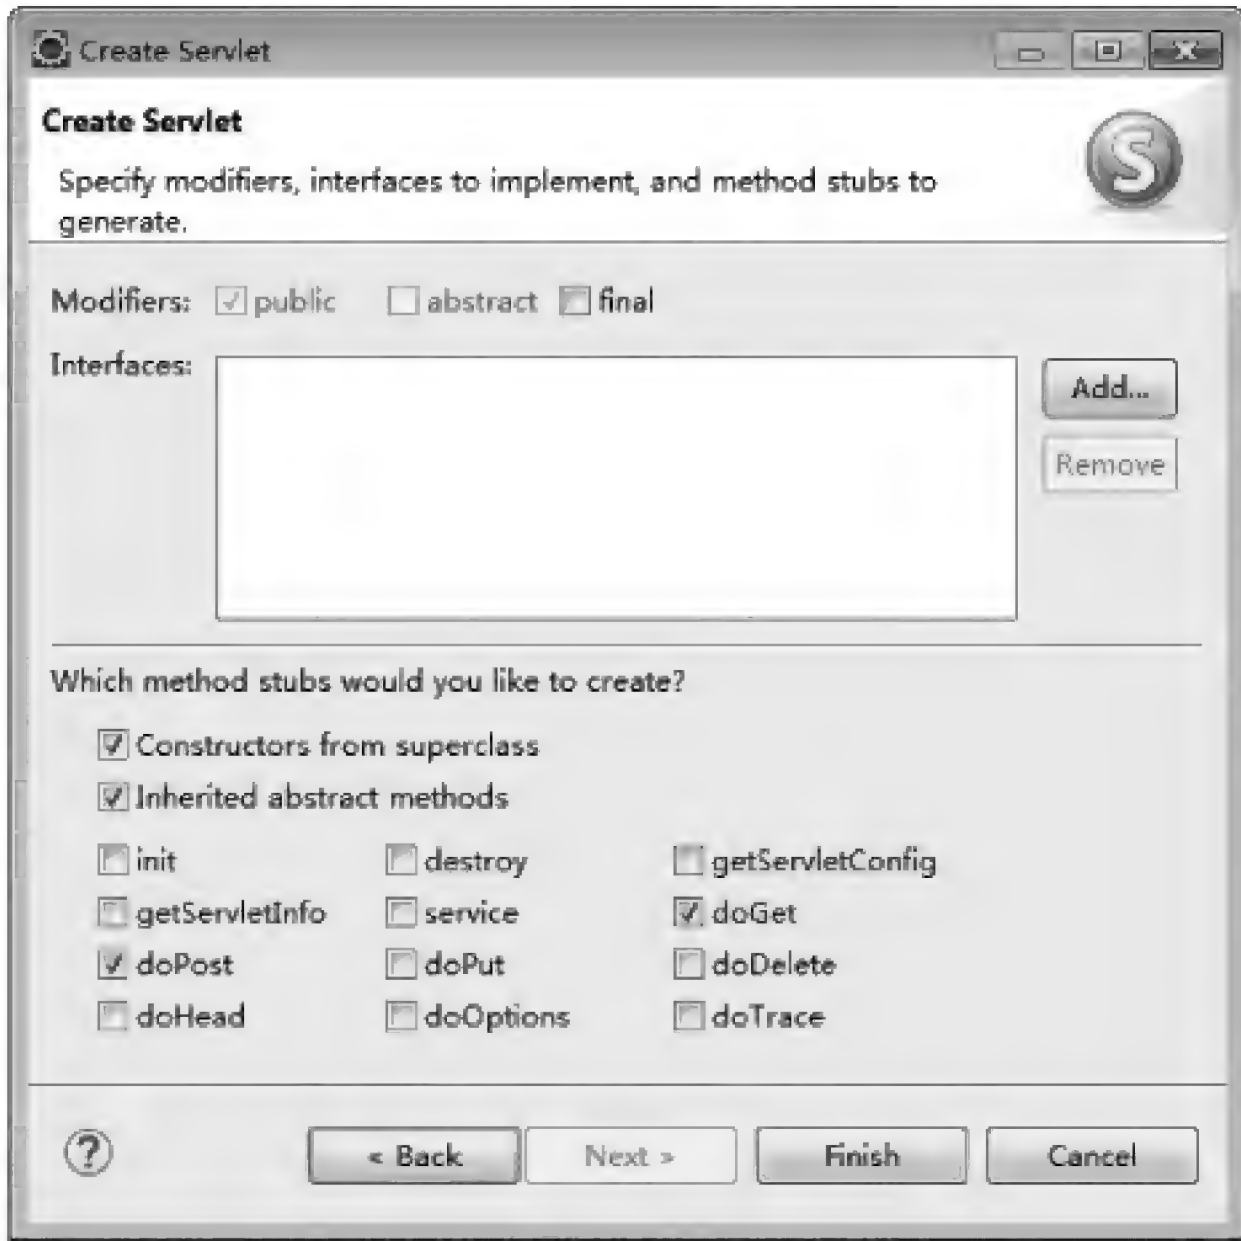 Create Servlet
Create Servlet
Specify modifiers, interfaces to implement, and method stubs to
generate.
S
Modifiers: public abstract final
Interfaces:
Add...
Remove
Which method stubs would you like to create?
Constructors from superclass
Inherited abstract methods
init destroy getServletConfig
getServletInfo service doGet
doPost doPut doDelete
doHead doOptions doTrace
? < Back Next > Finish Cancel